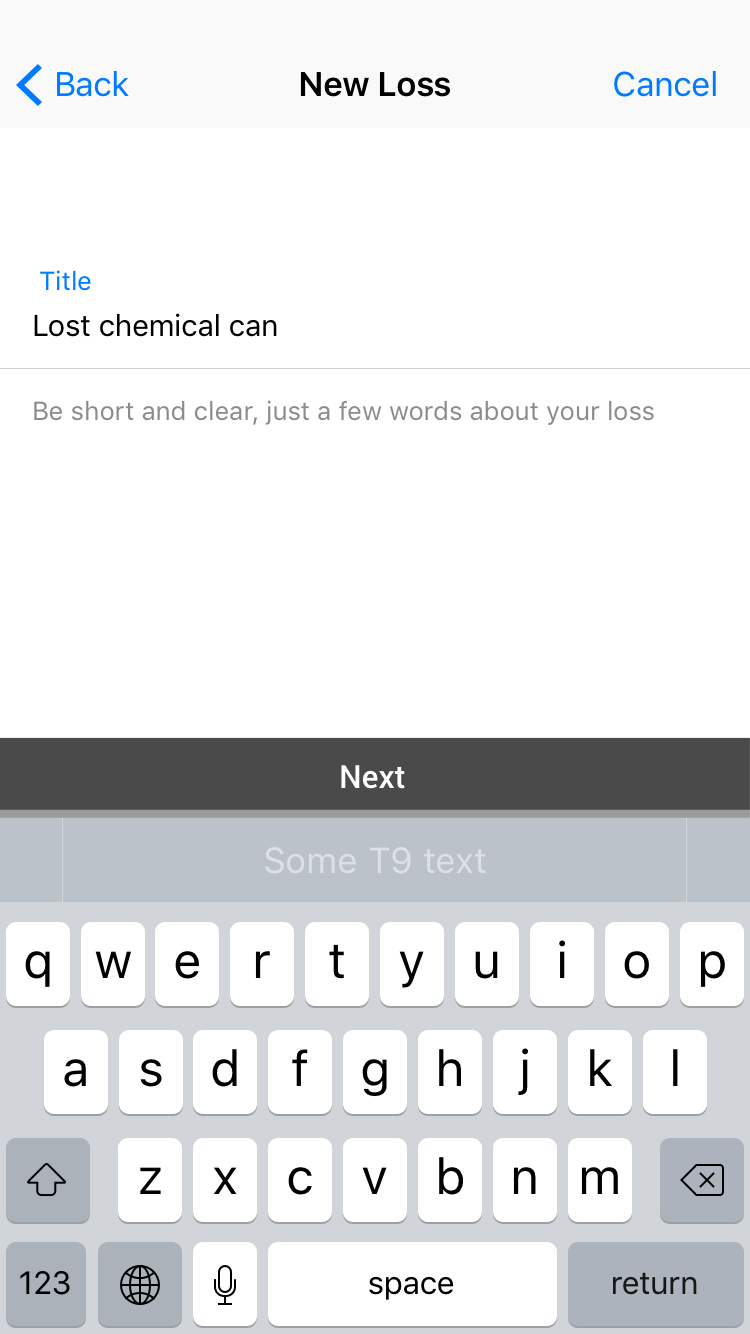 Back New Loss Cancel
Title
Lost chemical can
Be short and clear, just a few words about your loss
Next
Some T9 text
q w e r t y u i o p
a s d f g h j k l
z x c v b n m
123 space return